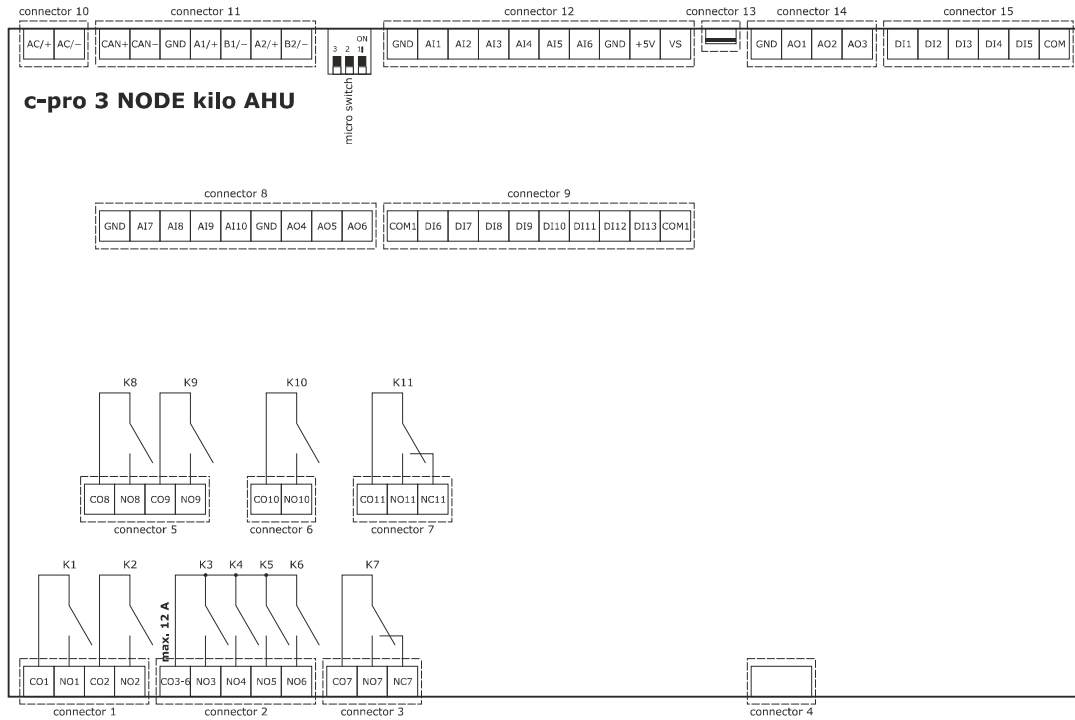 connector 10 connector 11 connector 12 connector 13 connector 14 connector 15
AC/+ AC/− CAN+ CAN− GND A1/+ B1/− A2/+ B2/− ON GND AI1 AI2 AI3 AI4 AI5 AI6 GND +5V VS GND AO1 AO2 AO3 DI1 DI2 DI3 DI4 DI5 COM
3 2 1
micro switch
c-pro 3 NODE kilo AHU
connector 8 connector 9
GND AI7 AI8 AI9 AI10 GND AO4 AO5 AO6 COM1 DI6 DI7 DI8 DI9 DI10 DI11 DI12 DI13 COM1
K8 K9 K10 K11
CO8 NO8 CO9 NO9 CO10 NO10 CO11 NO11 NC11
connector 5 connector 6 connector 7
K1 K2 K3 K4 K5 K6 K7
max. 12 A
CO1 NO1 CO2 NO2 CO3-6 NO3 NO4 NO5 NO6 CO7 NO7 NC7
connector 1 connector 2 connector 3 connector 4